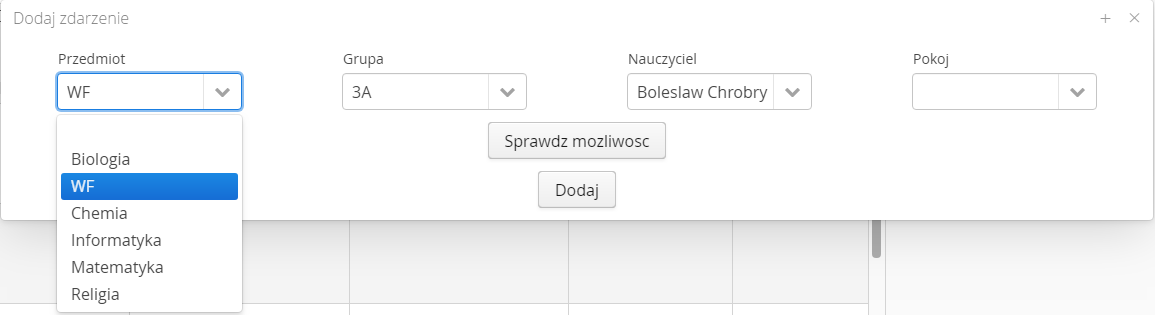 Dodaj zdarzenie
Przedmiot Grupa Nauczyciel Pokoj
WF 3A Boleslaw Chrobry
Sprawdz mozliwosc
Dodaj
Biologia
WF
Chemia
Informatyka
Matematyka
Religia